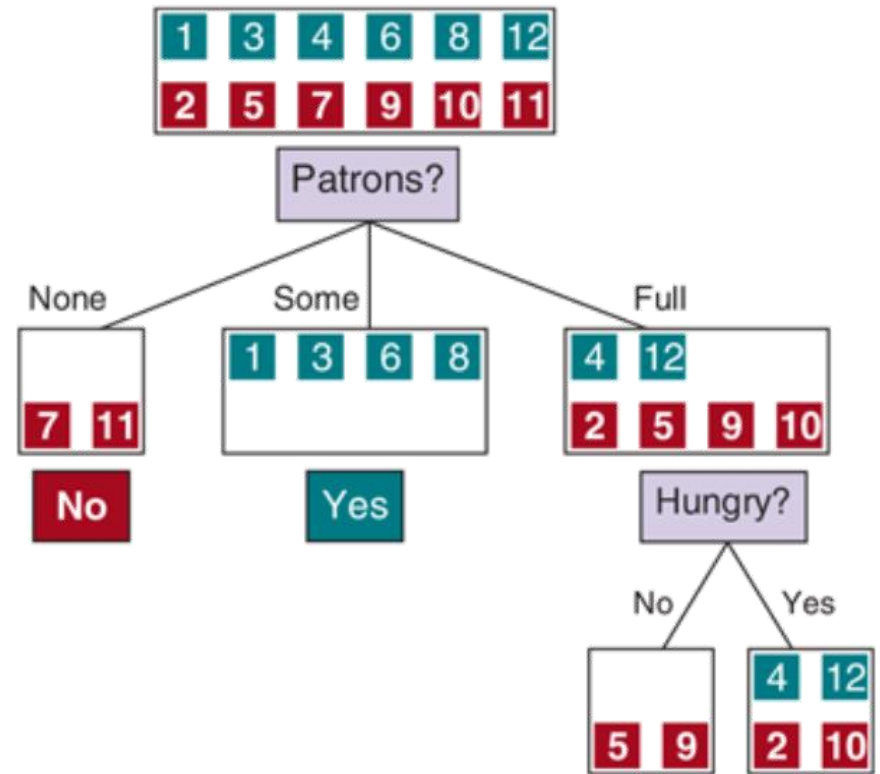 1 3 4 6 8 12
2 5 7 9 10 11
Patrons?
None Some Full
1 3 6 8 4 12
7 11 2 5 9 10
No Yes Hungry?
No Yes
4 12
5 9 2 10